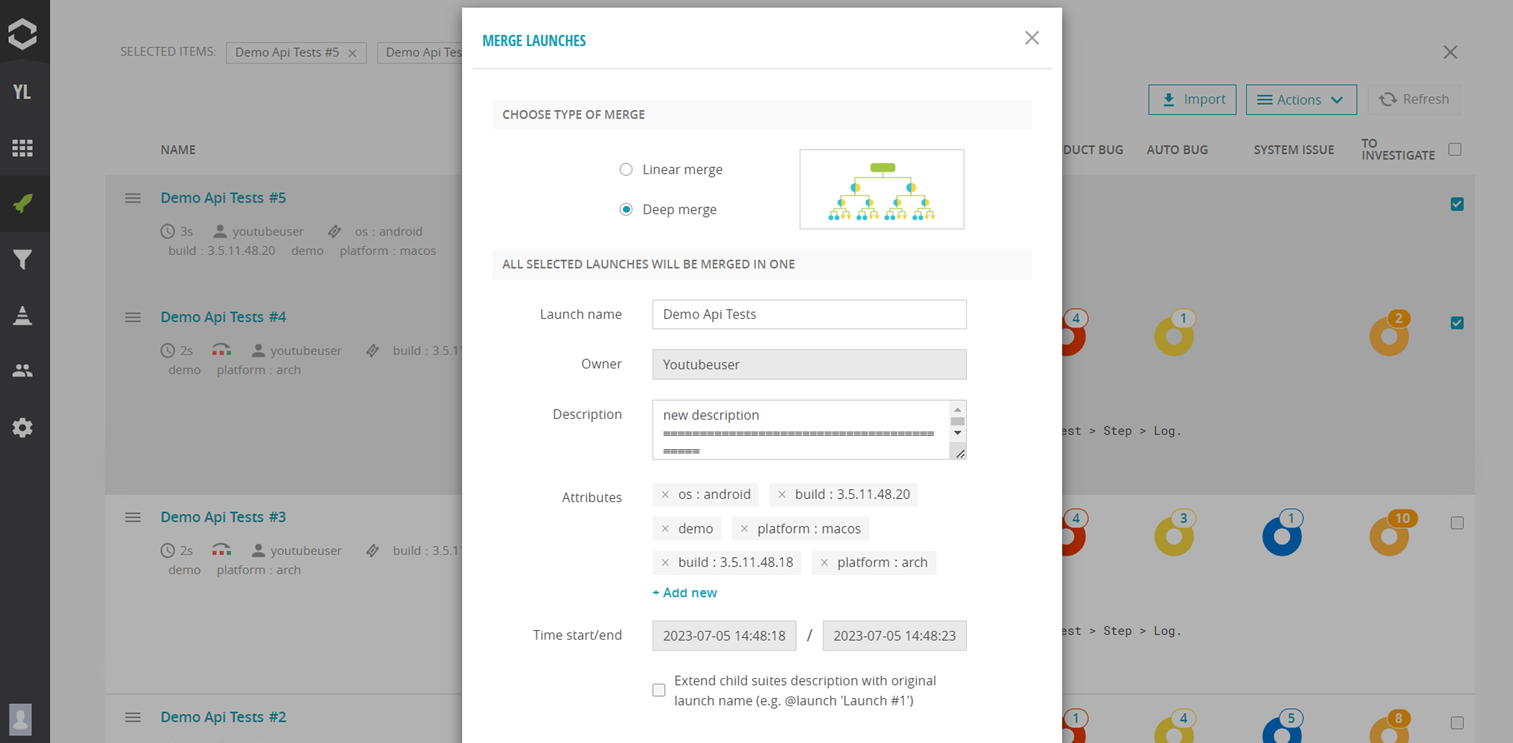 YL
SELECTED ITEMS: Demo Api Tests #5 Demo Api Tes
Import Actions Refresh
NAME
DUCT BUG AUTO BUG SYSTEM ISSUE TO
INVESTIGATE
Demo Api Tests #5
3s youtubeuser os : android
build : 3.5.11.48.20 demo platform : macos
Demo Api Tests #4
2s youtubeuser build : 3.5.1
demo platform : arch
4 1 2
est > Step > Log.
Demo Api Tests #3
2s youtubeuser build : 3.5.1
demo platform : arch
4 3 1 10
est > Step > Log.
Demo Api Tests #2
1 4 5 8
MERGE LAUNCHES
CHOOSE TYPE OF MERGE
Linear merge
Deep merge
ALL SELECTED LAUNCHES WILL BE MERGED IN ONE
Launch name Demo Api Tests
Owner Youtubeuser
Description new description
=====================================
=====
Attributes os : android build : 3.5.11.48.20
demo platform : macos
build : 3.5.11.48.18 platform : arch
+ Add new
Time start/end 2023-07-05 14:48:18 / 2023-07-05 14:48:23
Extend child suites description with original
launch name (e.g. @launch 'Launch #1')